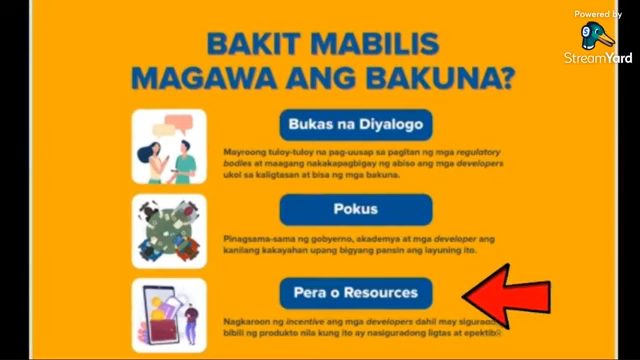 Powered by
StreamYard
BAKIT MABILIS
MAGAWA ANG BAKUNA?
Bukas na Diyalogo
Mayroong tuloy-tuloy na pag-uusap sa pagitan ng mga regulatory
bodies at maagang nakakapagbigay ng abiso ang mga developers
ukol sa kaligtasan at bisa ng mga bakuna.
Pokus
Pinagsama-sama ng gobyerno, akademya at mga developer ang
kanilang kakayahan upang bigyang pansin ang layuning ito.
Pera o Resources
Nagkaroon ng incentive ang mga developers dahil may
bibili ng produkto nila kung ito ay nasiguradong ligtas at